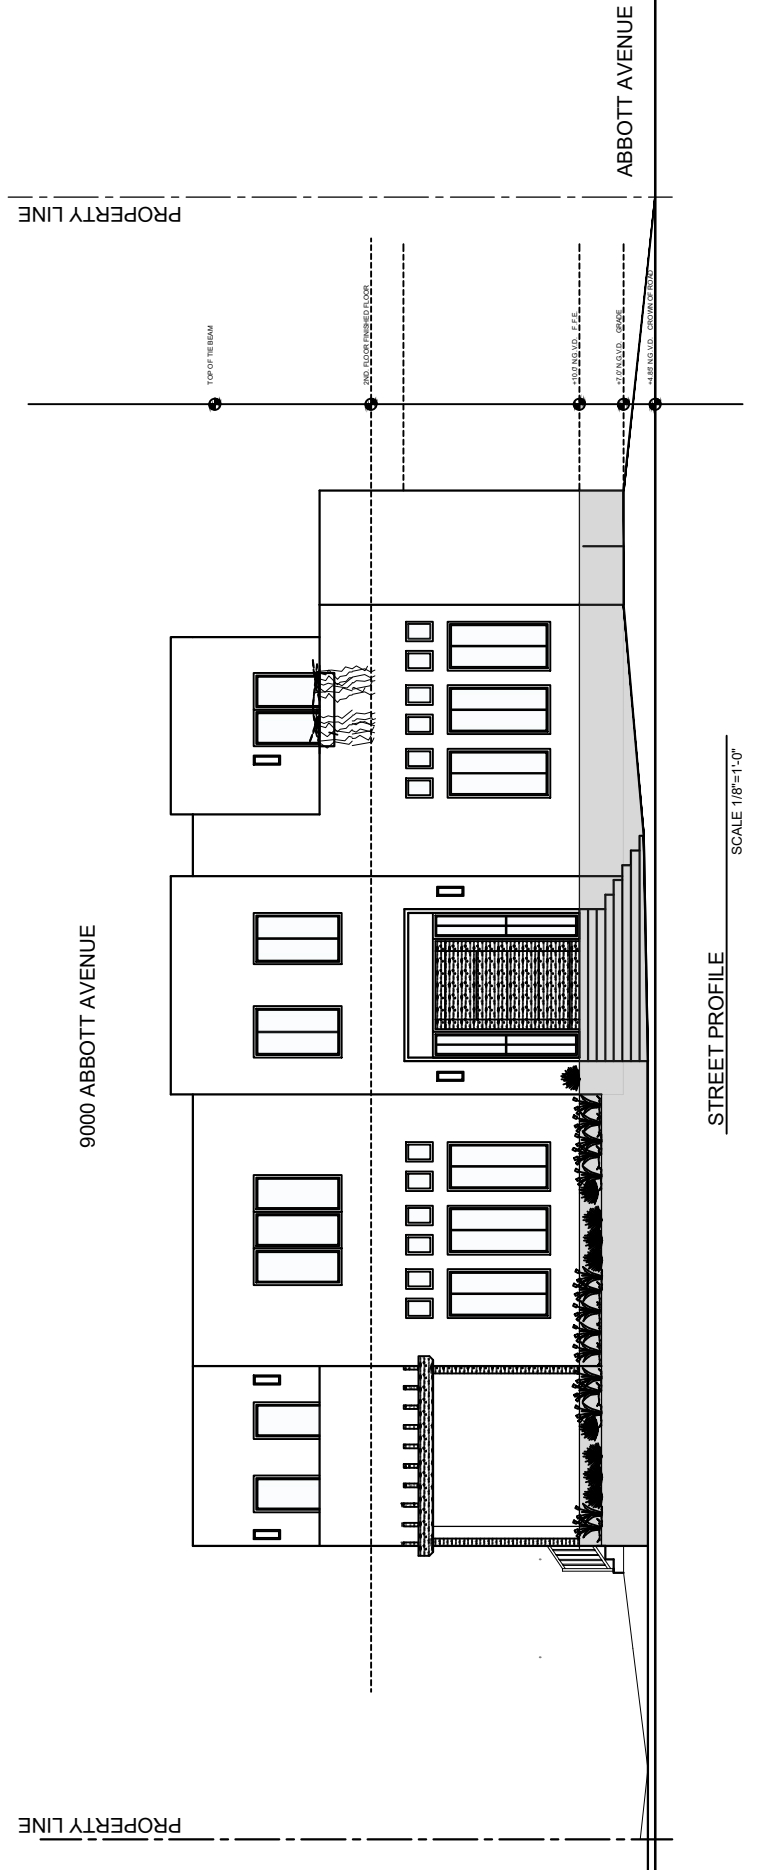 9000 ABBOTT AVENUE
PROPERTY LINE
PROPERTY LINE
TOP OF TIE BEAM
2ND. FLOOR FINISHED FLOOR
+10.0' N.G.V.D. F.F.E.
+7.0' N.G.V.D. GRADE
+4.88' N.G.V.D. CROWN OF ROAD
ABBOTT AVENUE
STREET PROFILE
SCALE 1/8"=1'-0"